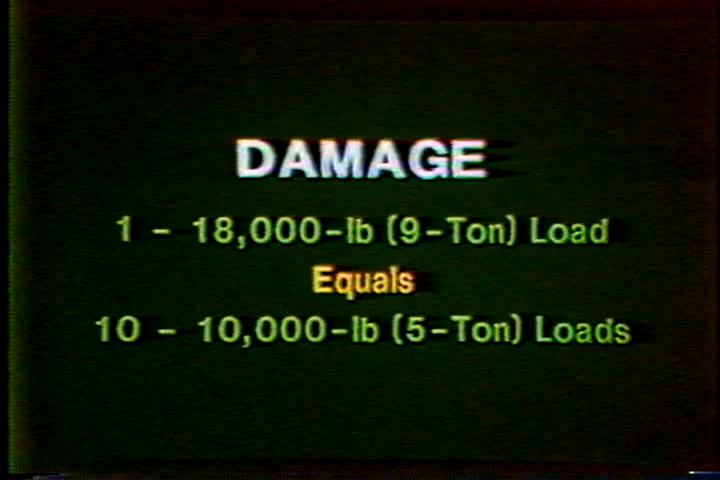 DAMAGE
1 - 18,000-lb (9-Ton) Load
Equals
10 - 10,000-lb (5-Ton) Loads